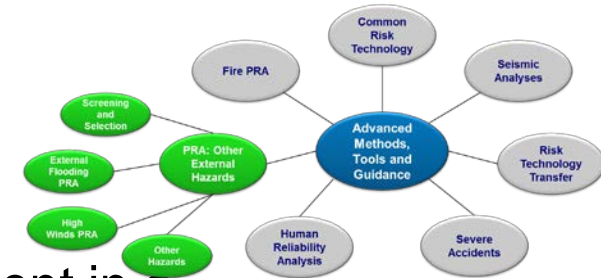 Common
Risk
Technology
Fire PRA
Seismic
Analyses
Screening
and
Selection
Advanced
Methods,
Tools and
Guidance
PRA: Other
External
Hazards
External
Flooding
PRA
Risk
Technology
Transfer
High
Winds PRA
Other
Hazards
Human
Reliability
Analysis
Severe
Accidents